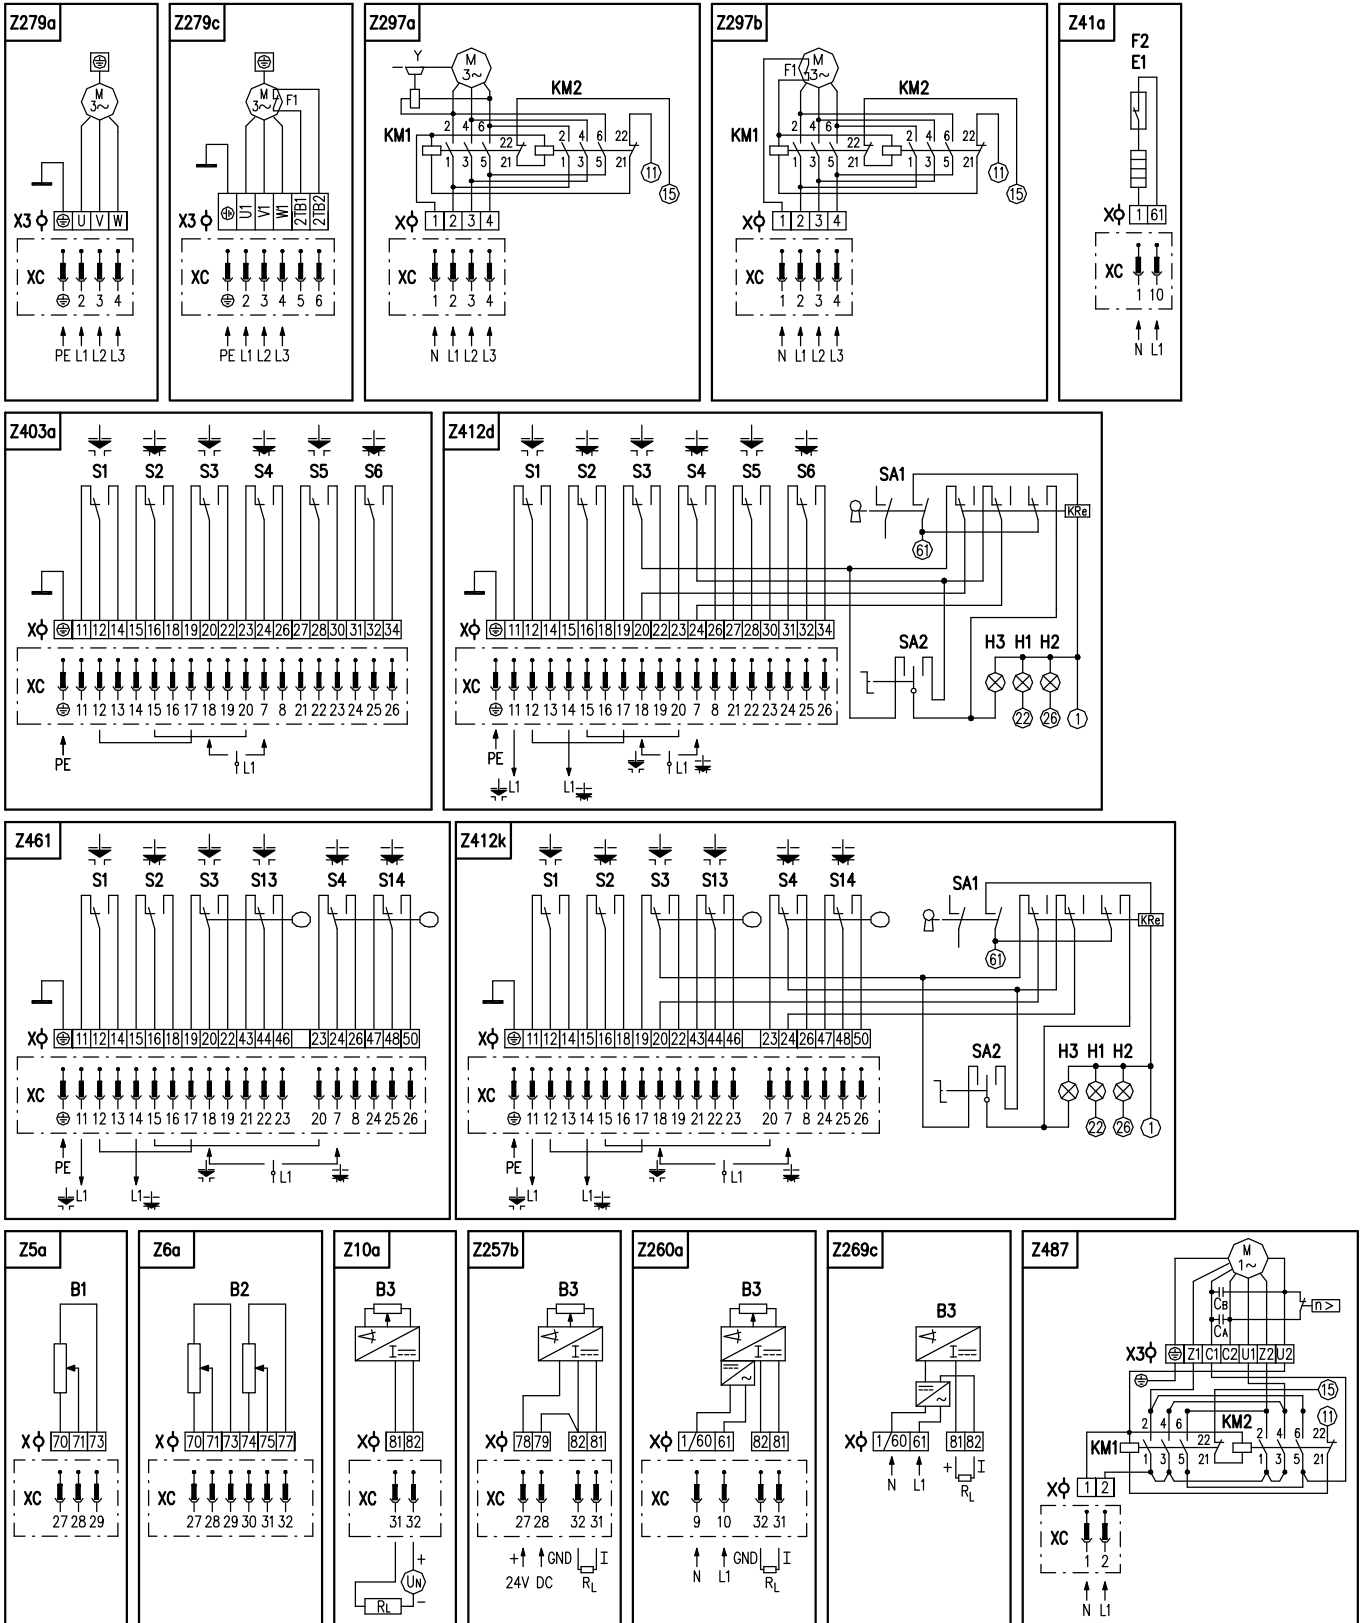 Z279a
M
3~
X3 ⏚ U V W
XC
⏚ 2 3 4
PE L1 L2 L3
Z279c
M
3~
F1
X3 ⏚ U1 V1 W1 2TB1 2TB2
XC
⏚ 2 3 4 5 6
PE L1 L2 L3
Z297a
Y M
3~
KM2
KM1
2 4 6 22 2 4 6 22
1 3 5 21 1 3 5 21
11
15
X 1 2 3 4
XC
1 2 3 4
N L1 L2 L3
Z297b
M
F1 3~
KM2
KM1
2 4 6 22 2 4 6 22
1 3 5 21 1 3 5 21
11
15
X 1 2 3 4
XC
1 2 3 4
N L1 L2 L3
Z41a
F2
E1
X 1 61
XC
1 10
N L1
Z403a
S1 S2 S3 S4 S5 S6
X ⏚ 11 12 14 15 16 18 19 20 22 23 24 26 27 28 30 31 32 34
XC
⏚ 11 12 13 14 15 16 17 18 19 20 7 8 21 22 23 24 25 26
PE L1
Z412d
S1 S2 S3 S4 S5 S6
SA1
KRe
61
X ⏚ 11 12 14 15 16 18 19 20 22 23 24 26 27 28 30 31 32 34
SA2 H3 H1 H2
22 26 1
XC
⏚ 11 12 13 14 15 16 17 18 19 20 7 8 21 22 23 24 25 26
PE L1 L1 L1
Z461
S1 S2 S3 S13 S4 S14
X ⏚ 11 12 14 15 16 18 19 20 22 43 44 46 23 24 26 47 48 50
XC
⏚ 11 12 13 14 15 16 17 18 19 21 22 23 20 7 8 24 25 26
PE L1 L1 L1
Z412k
S1 S2 S3 S13 S4 S14
SA1
KRe
61
X ⏚ 11 12 14 15 16 18 19 20 22 43 44 46 23 24 26 47 48 50
SA2 H3 H1 H2
22 26 1
XC
⏚ 11 12 13 14 15 16 17 18 19 21 22 23 20 7 8 24 25 26
PE L1 L1 L1
Z5a
B1
X 70 71 73
XC
27 28 29
Z6a
B2
X 70 71 73 74 75 77
XC
27 28 29 30 31 32
Z10a
B3
I
81 82
X
XC
31 32
+
UN
RL −
Z257b
B3
I
X 78 79 82 81
XC
27 28 32 31
+ GND I
24V DC RL
Z260a
B3
I
~
X 1/60 61 82 81
XC
9 10 32 31
GND I
N L1 RL
Z269c
B3
I
~
X 1/60 61 81 82
+ I
N L1 RL
Z487
M
1~
CB
n >
CA
X3 ⏚ Z1 C1 C2 U1 Z2 U2
15
11
KM2
KM1
2 4 6 22 2 4 6 22
1 3 5 21 1 3 5 21
X 1 2
XC
1 2
N L1